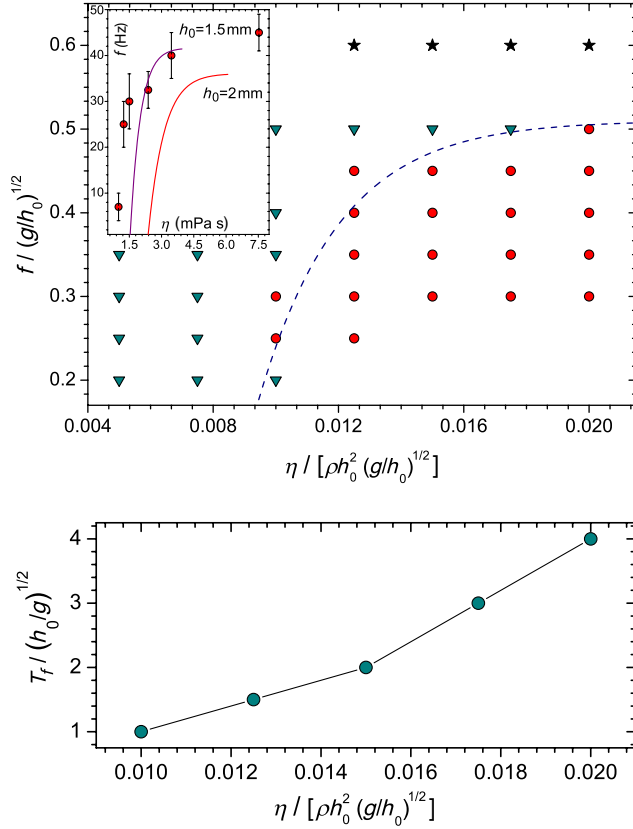 50
40
30
20
10
f (Hz)
h₀=1.5mm
h₀=2mm
η (mPa s)
1.5 3.0 4.5 6.0 7.5
0.6
0.5
0.4
0.3
0.2
f / (g/h₀)^1/2
0.004 0.008 0.012 0.016 0.020
η / [ρh₀² (g/h₀)^1/2]
4
3
2
1
T_f / (h₀/g)^1/2
0.010 0.012 0.014 0.016 0.018 0.020
η / [ρh₀² (g/h₀)^1/2]